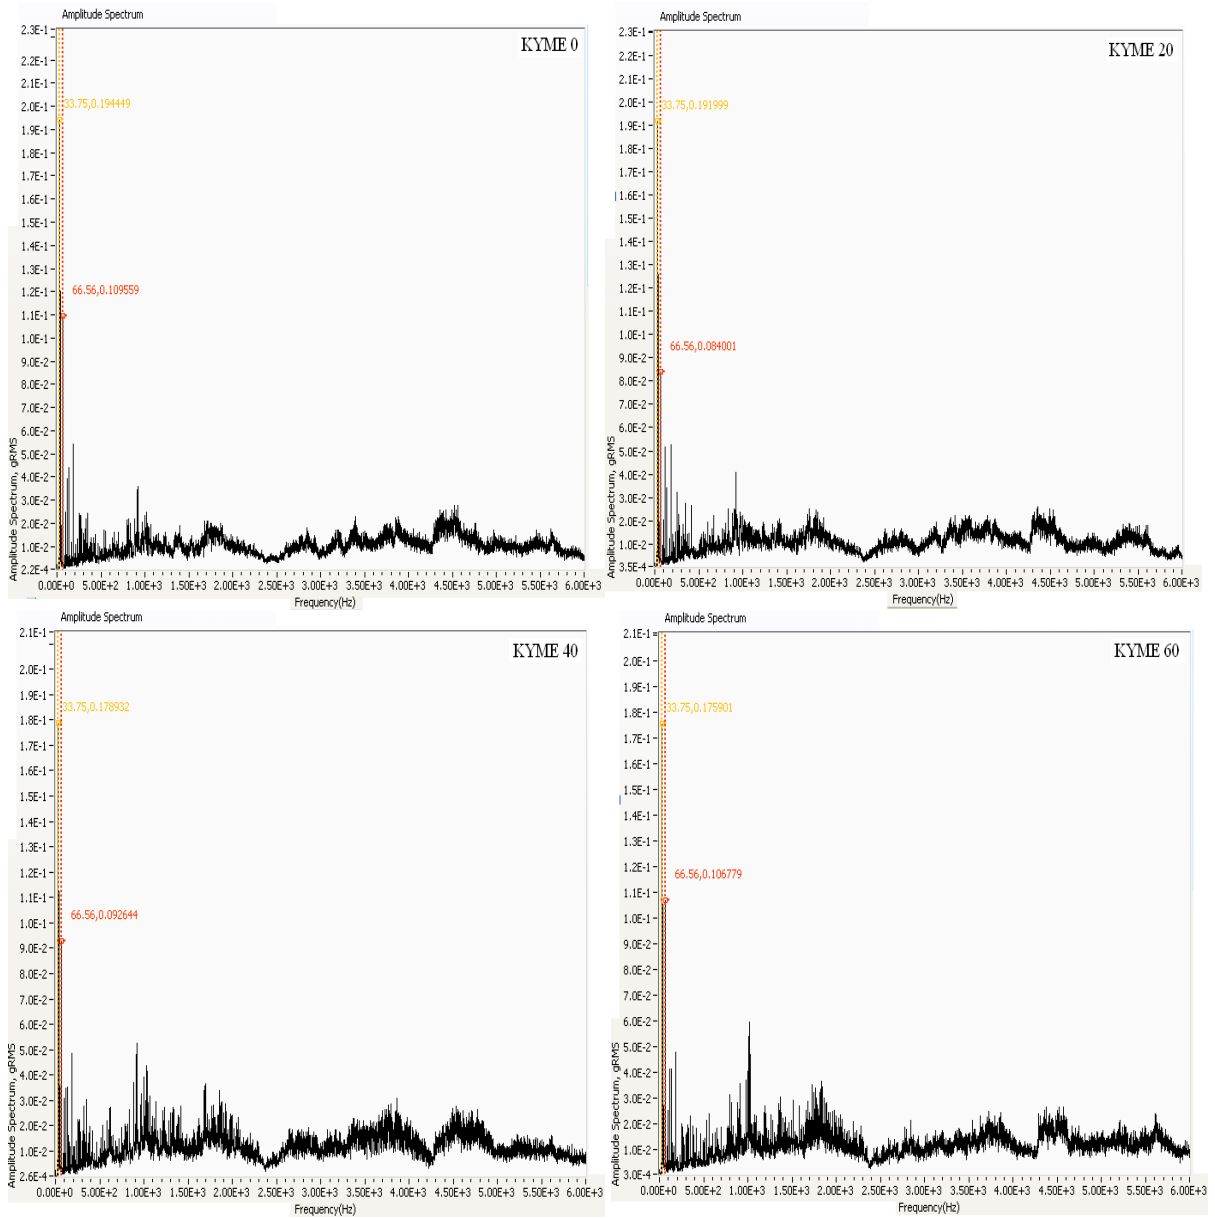 Amplitude Spectrum
KYME 0
2.3E-1
2.2E-1
2.1E-1
2.0E-1
1.9E-1
1.8E-1
1.7E-1
1.6E-1
1.5E-1
1.4E-1
1.3E-1
1.2E-1
1.1E-1
1.0E-1
9.0E-2
8.0E-2
7.0E-2
6.0E-2
5.0E-2
4.0E-2
3.0E-2
2.0E-2
1.0E-2
2.2E-4
33.75,0.194449
66.56,0.109559
Amplitude Spectrum, gRMS
0.00E+0 5.00E+2 1.00E+3 1.50E+3 2.00E+3 2.50E+3 3.00E+3 3.50E+3 4.00E+3 4.50E+3 5.00E+3 5.50E+3 6.00E+3
Frequency(Hz)
Amplitude Spectrum
KYME 20
2.3E-1
2.2E-1
2.1E-1
2.0E-1
1.9E-1
1.8E-1
1.7E-1
1.6E-1
1.5E-1
1.4E-1
1.3E-1
1.2E-1
1.1E-1
1.0E-1
9.0E-2
8.0E-2
7.0E-2
6.0E-2
5.0E-2
4.0E-2
3.0E-2
2.0E-2
1.0E-2
3.5E-4
33.75,0.191999
66.56,0.084001
Amplitude Spectrum, gRMS
0.00E+0 5.00E+2 1.00E+3 1.50E+3 2.00E+3 2.50E+3 3.00E+3 3.50E+3 4.00E+3 4.50E+3 5.00E+3 5.50E+3 6.00E+3
Frequency(Hz)
Amplitude Spectrum
KYME 40
2.1E-1
2.0E-1
1.9E-1
1.8E-1
1.7E-1
1.6E-1
1.5E-1
1.4E-1
1.3E-1
1.2E-1
1.1E-1
1.0E-1
9.0E-2
8.0E-2
7.0E-2
6.0E-2
5.0E-2
4.0E-2
3.0E-2
2.0E-2
1.0E-2
2.6E-4
33.75,0.178932
66.56,0.092644
Amplitude Spectrum, gRMS
0.00E+0 5.00E+2 1.00E+3 1.50E+3 2.00E+3 2.50E+3 3.00E+3 3.50E+3 4.00E+3 4.50E+3 5.00E+3 5.50E+3 6.00E+3
Frequency(Hz)
Amplitude Spectrum
KYME 60
2.1E-1
2.0E-1
1.9E-1
1.8E-1
1.7E-1
1.6E-1
1.5E-1
1.4E-1
1.3E-1
1.2E-1
1.1E-1
1.0E-1
9.0E-2
8.0E-2
7.0E-2
6.0E-2
5.0E-2
4.0E-2
3.0E-2
2.0E-2
1.0E-2
3.0E-4
33.75,0.175901
66.56,0.106779
Amplitude Spectrum, gRMS
0.00E+0 5.00E+2 1.00E+3 1.50E+3 2.00E+3 2.50E+3 3.00E+3 3.50E+3 4.00E+3 4.50E+3 5.00E+3 5.50E+3 6.00E+3
Frequency(Hz)